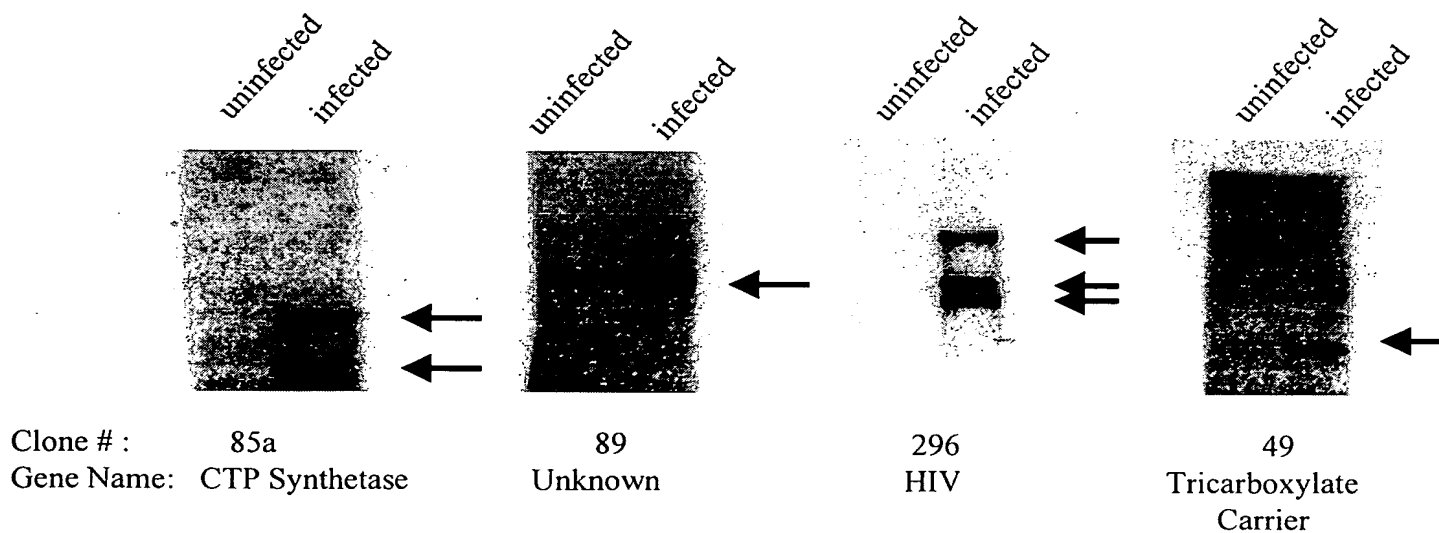 uninfected infected uninfected infected uninfected infected uninfected infected
Clone # : 85a 89 296 49
Gene Name: CTP Synthetase Unknown HIV Tricarboxylate
Carrier